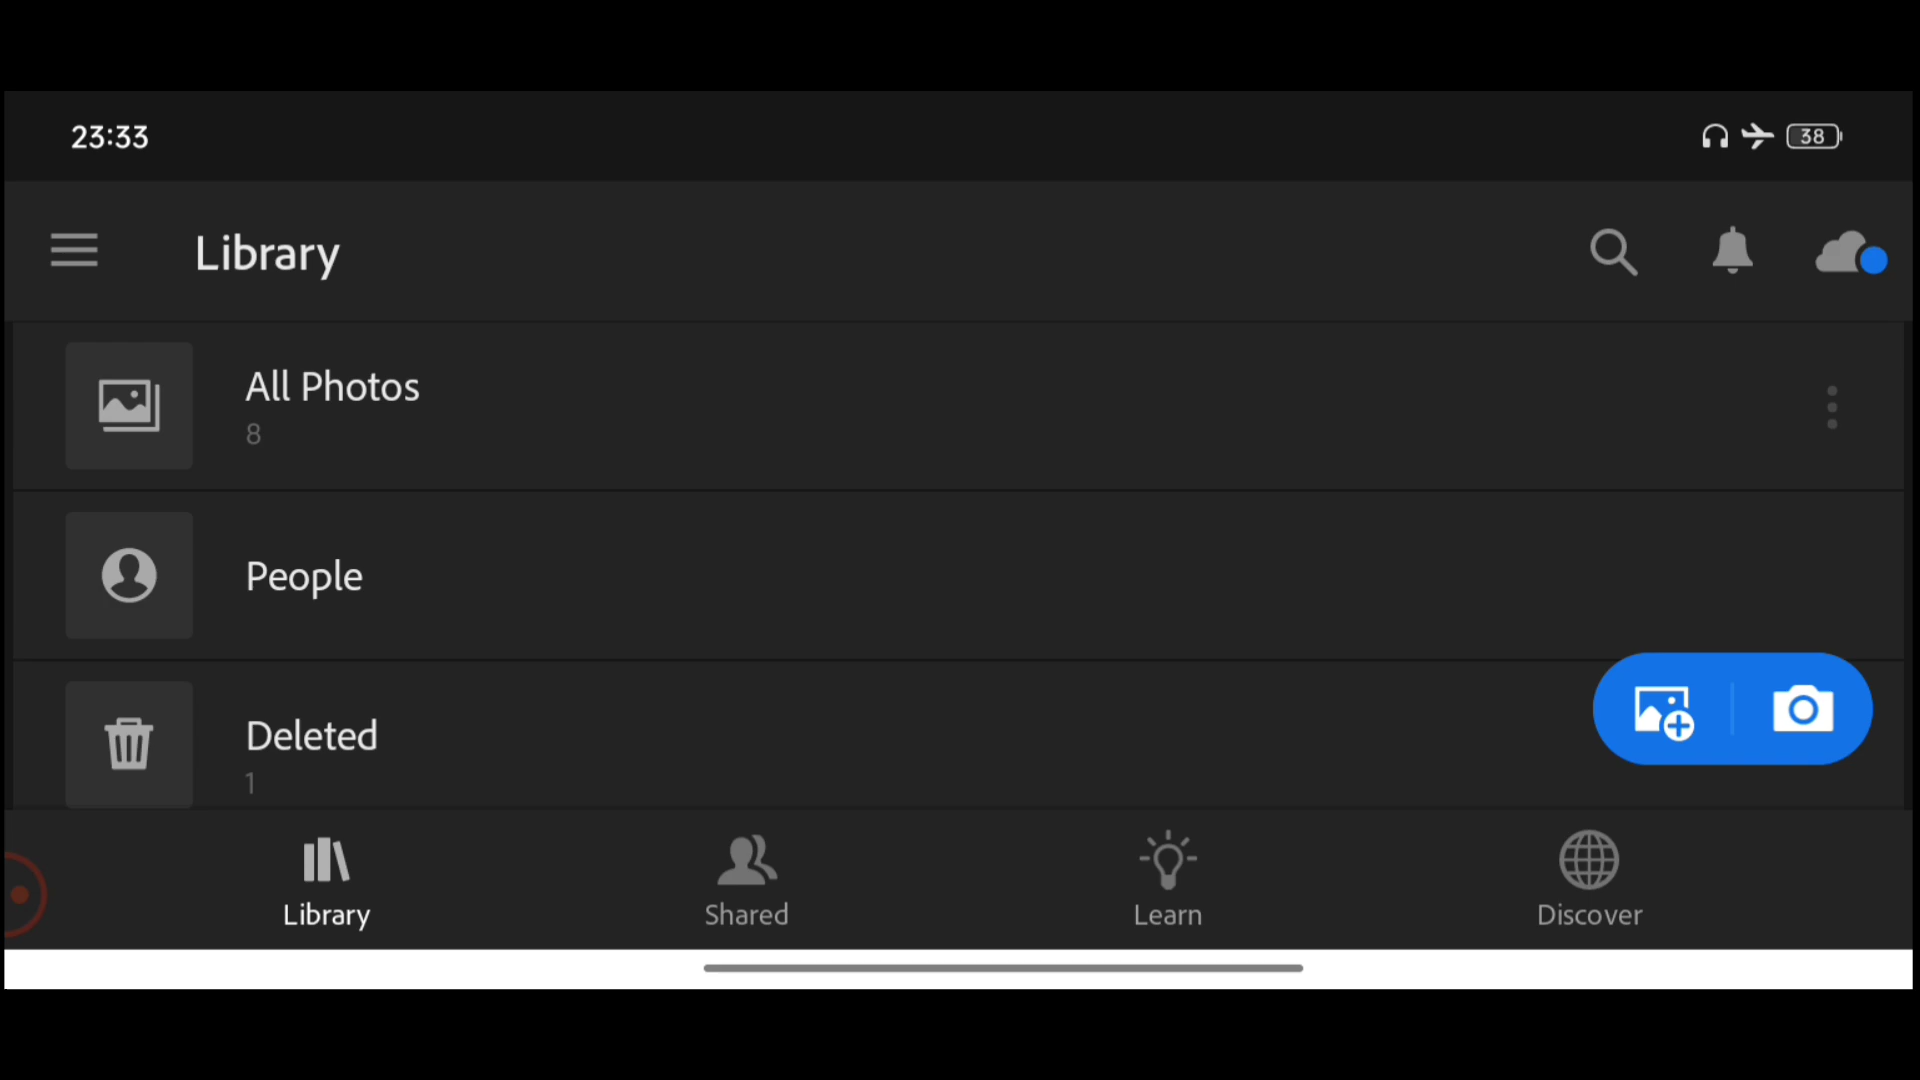 23:33
38
Library
All Photos
8
People
Deleted
1
Library
Shared
Learn
Discover